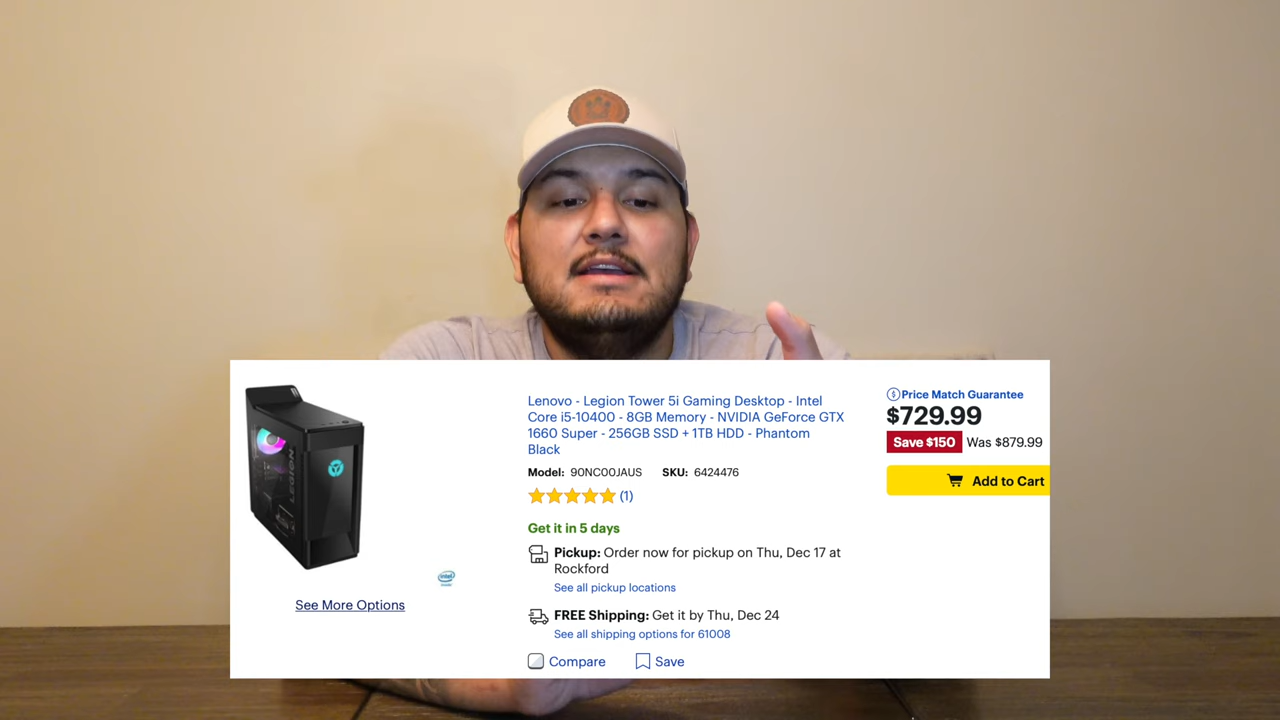 Lenovo - Legion Tower 5i Gaming Desktop - Intel
Core i5-10400 - 8GB Memory - NVIDIA GeForce GTX
1660 Super - 256GB SSD + 1TB HDD - Phantom
Black
Model: 90NC00JAUS SKU: 6424476
(1)
Get it in 5 days
Pickup: Order now for pickup on Thu, Dec 17 at
Rockford
See all pickup locations
FREE Shipping: Get it by Thu, Dec 24
See all shipping options for 61008
Compare Save
Price Match Guarantee
$729.99
Save $150 Was $879.99
Add to Cart
LEGION
intel
See More Options